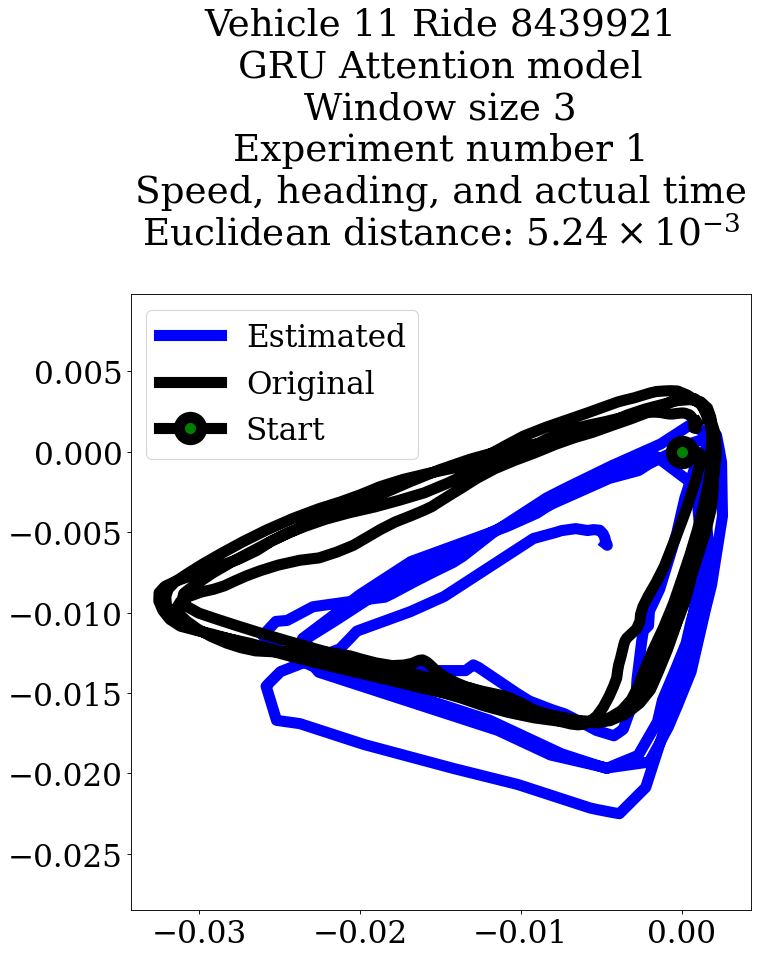 Vehicle 11 Ride 8439921
GRU Attention model
Window size 3
Experiment number 1
Speed, heading, and actual time
Euclidean distance: 5.24 × 10⁻³
Estimated
Original
Start
0.005
0.000
−0.005
−0.010
−0.015
−0.020
−0.025
−0.03
−0.02
−0.01
0.00